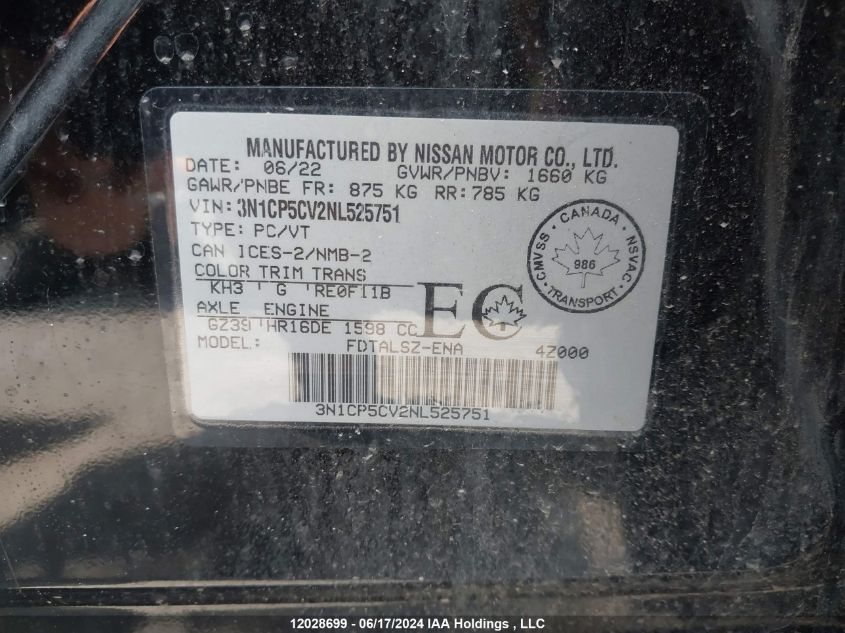 MANUFACTURED BY NISSAN MOTOR CO., LTD.
DATE: 06/22 GVWR/PNBV: 1660 KG
GAWR/PNBE FR: 875 KG RR: 785 KG
VIN: 3N1CP5CV2NL525751
TYPE: PC/VT
CAN ICES-2/NMB-2
COLOR TRIM TRANS
KH3 G RE0F11B
AXLE ENGINE
GZ39 HR16DE 1598 CC
EC
MODEL: FDTALSZ-ENA 4Z000
3N1CP5CV2NL525751
CANADA
CMVSS NSVAC
986
TRANSPORT
12028699 - 06/17/2024 IAA Holdings , LLC